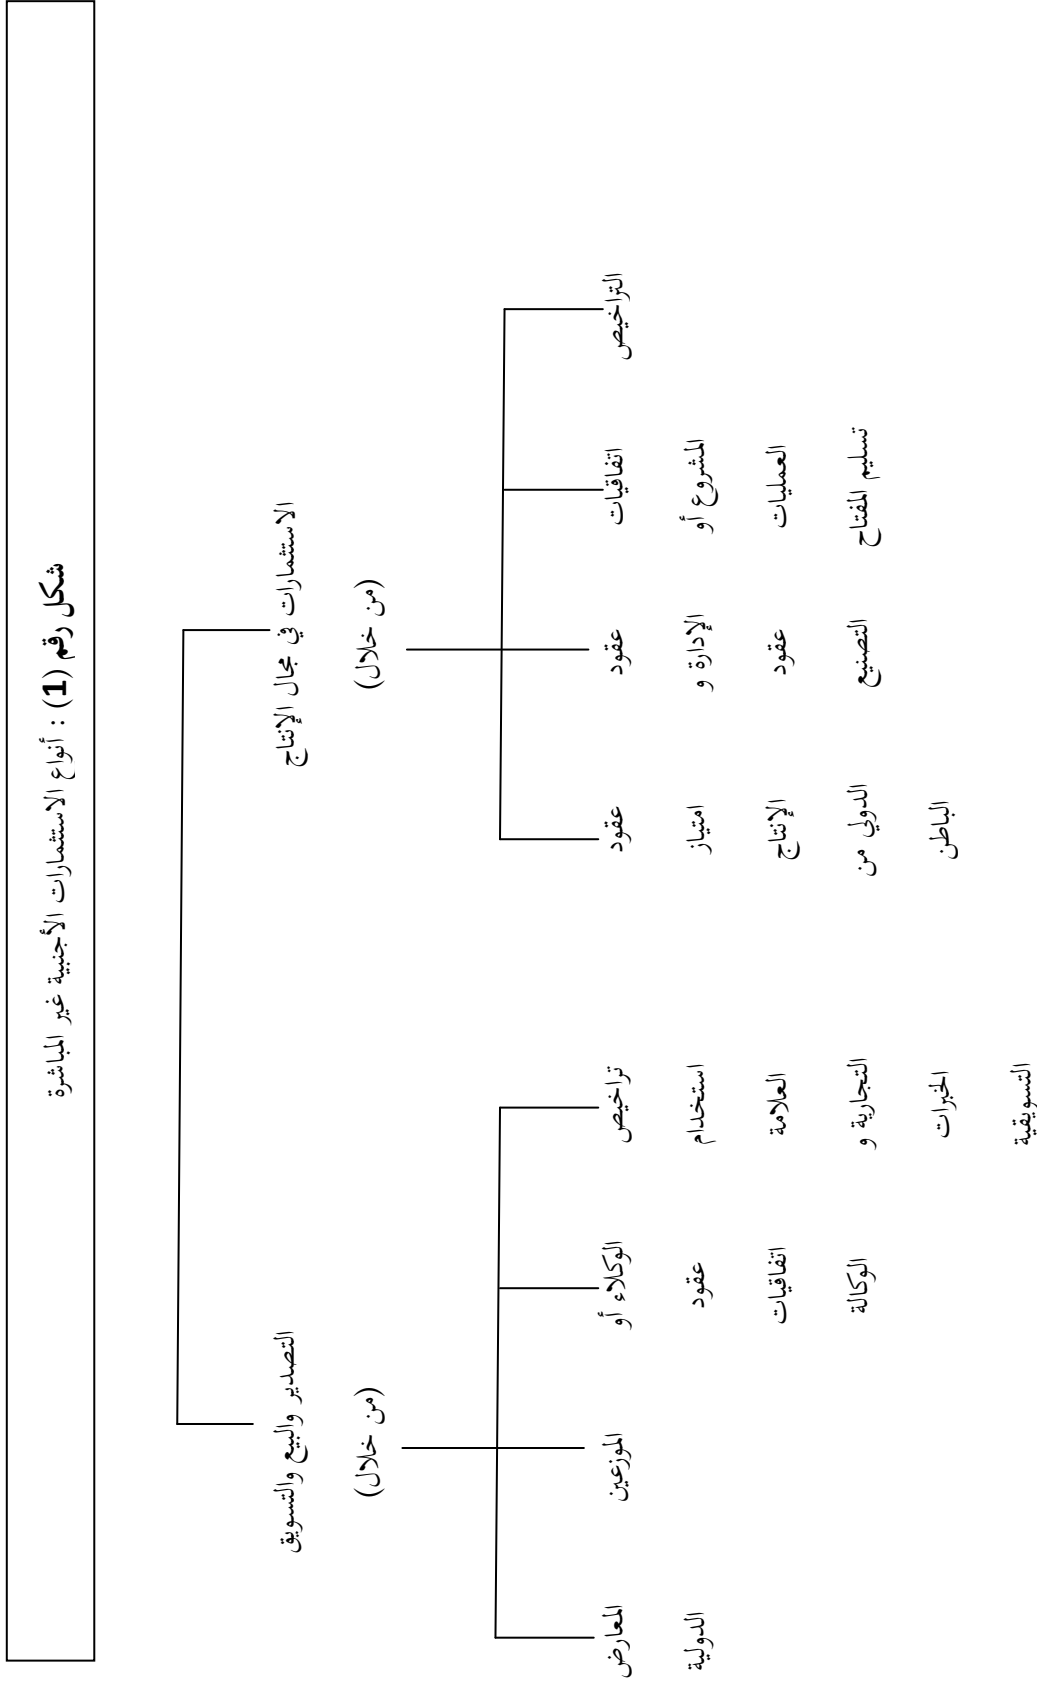 شكل رقم (1) : أنواع الاستثمارات الأجنبية غير المباشرة
الاستثمارات في مجال الإنتاج
(من خلال)
التراخيص
اتفاقيات
المشروع أو
العمليات
تسليم المفتاح
عقود
الإدارة و
عقود
التصنيع
عقود
امتياز
الإنتاج
الدولي من
الباطن
التصدير والبيع والتسويق
(من خلال)
تراخيص
استخدام
العلامة
التجارية و
الخبرات
التسويقية
الوكلاء أو
عقود
اتفاقيات
الوكالة
الموزعين
المعارض
الدولية